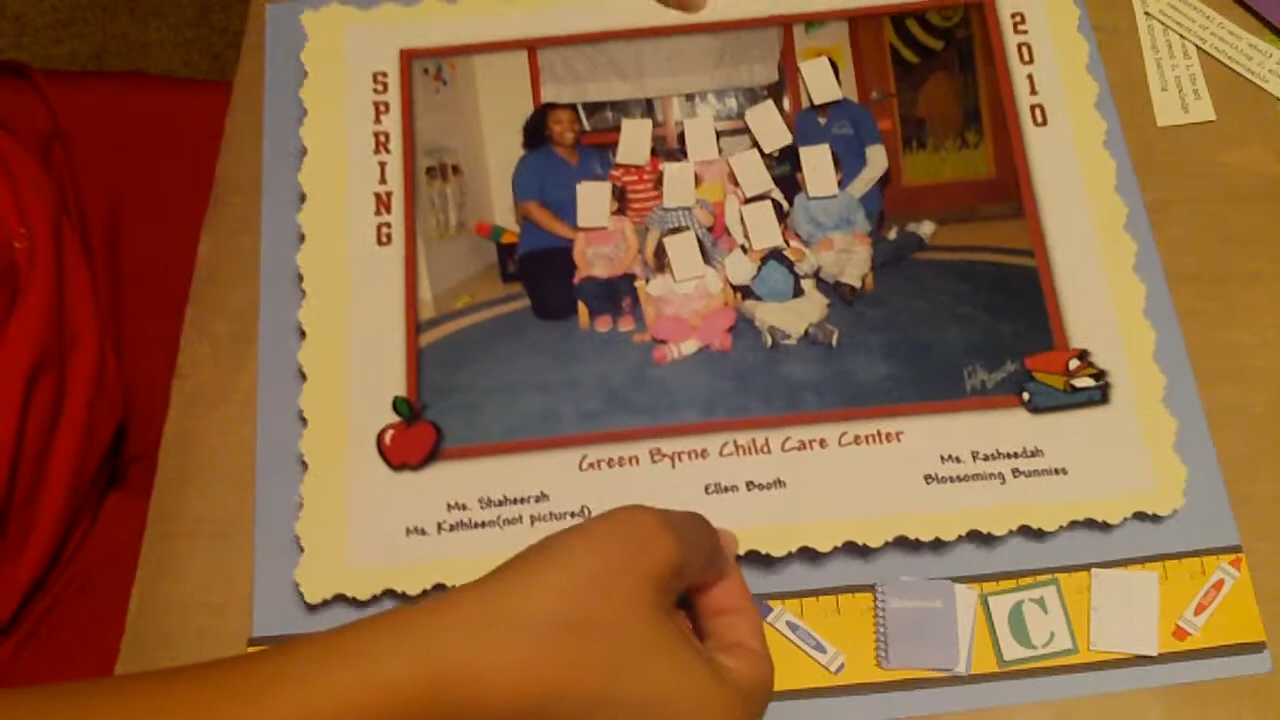 SPRING
2010
Green Byrne Child Care Center
Ms. Shaheerah
Ms. Kathleen(not pictured)
Ellen Booth
Ms. Rasheedah
Blossoming Bunnies
C